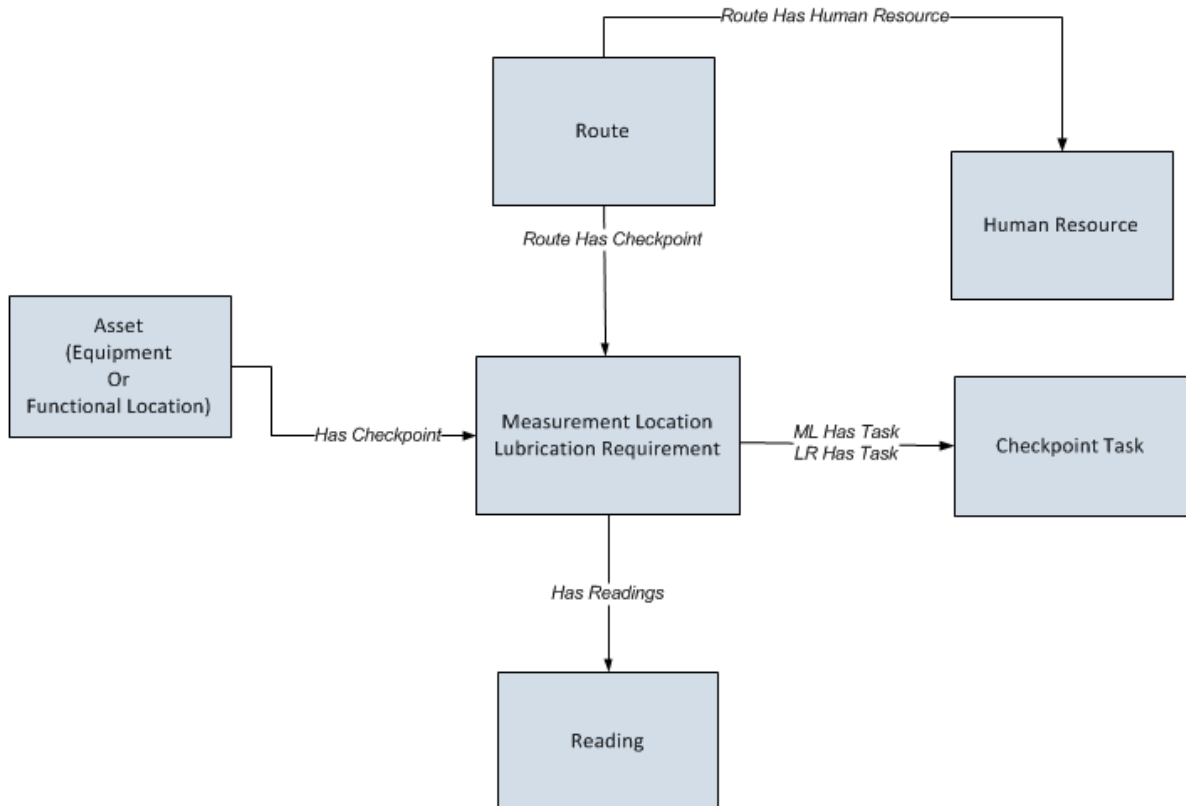 Route Has Human Resource
Route
Human Resource
Route Has Checkpoint
Asset
(Equipment
Or
Functional Location)
Has Checkpoint
Measurement Location
Lubrication Requirement
ML Has Task
LR Has Task
Checkpoint Task
Has Readings
Reading